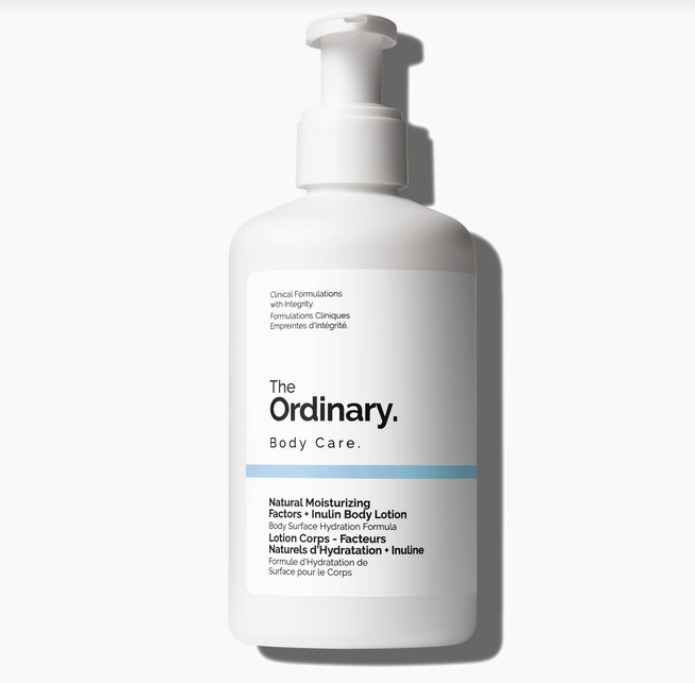 Clinical Formulations
with Integrity.
Formulations Cliniques
Empreintes d'Intégrité.
The
Ordinary.
Body Care.
Natural Moisturizing
Factors + Inulin Body Lotion
Body Surface Hydration Formula
Lotion Corps - Facteurs
Naturels d'Hydratation + Inuline
Formule d'Hydratation de
Surface pour le Corps